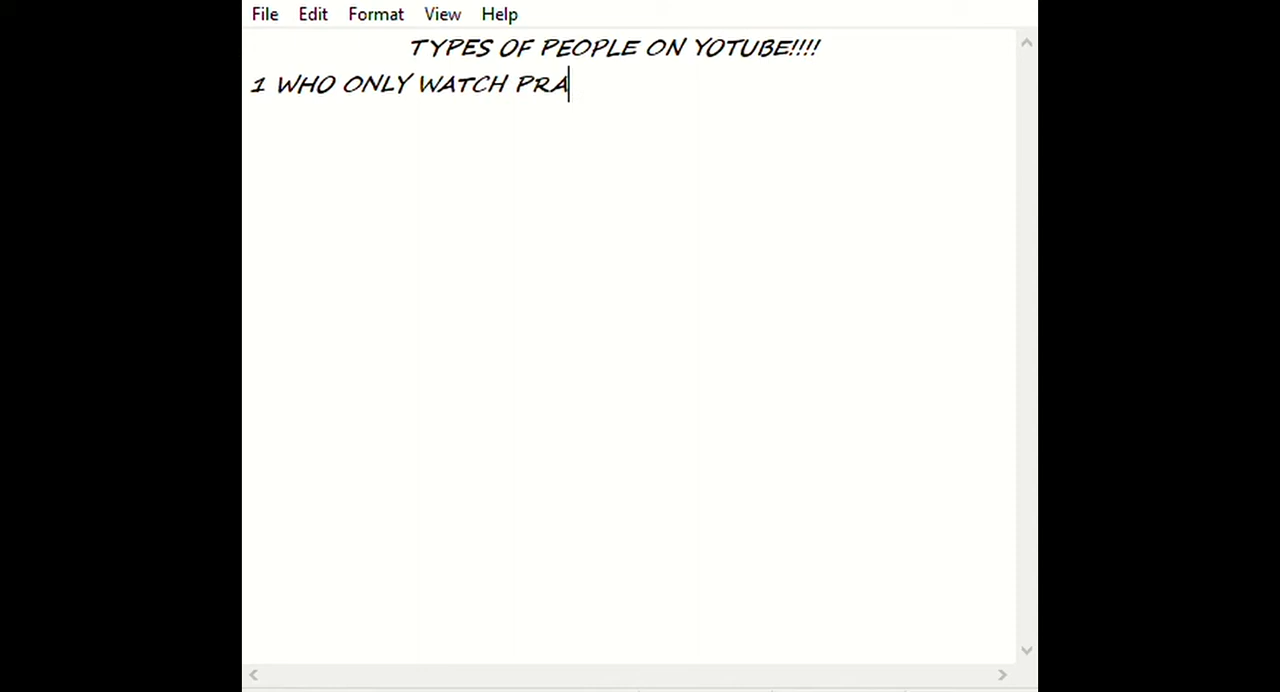 File Edit Format View Help
TYPES OF PEOPLE ON YOTUBE!!!!
1 WHO ONLY WATCH PRA